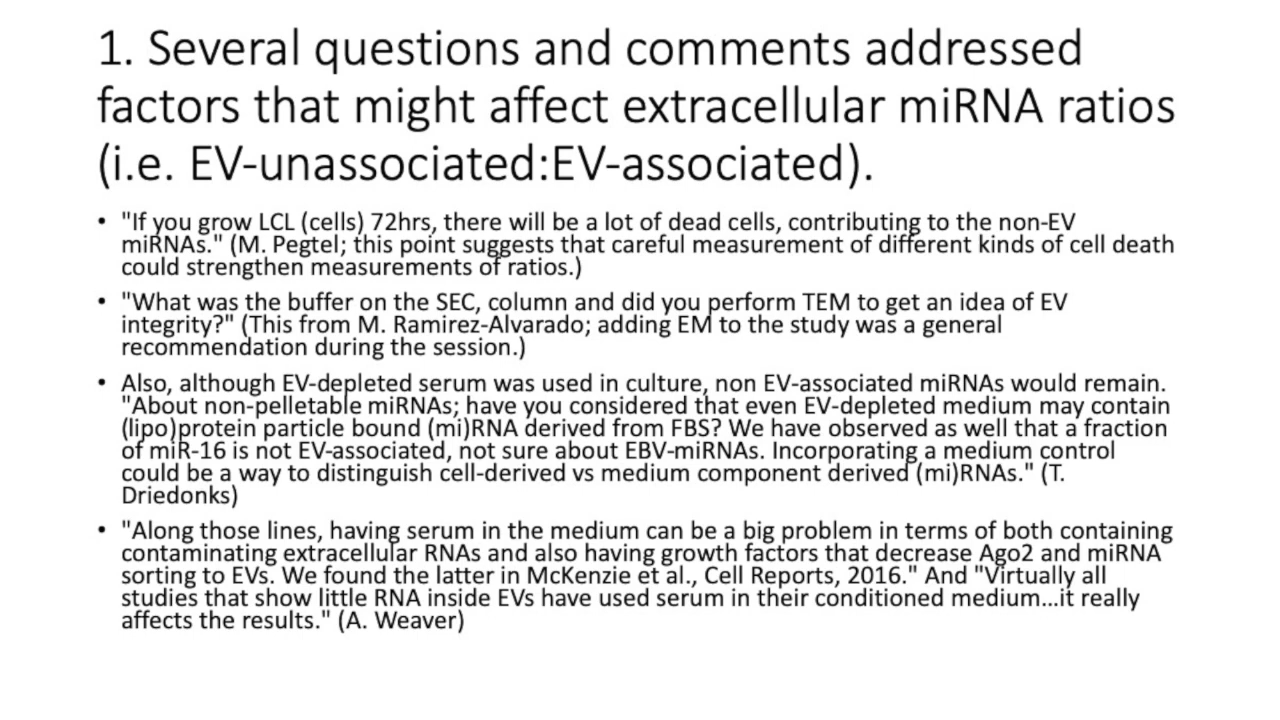 1. Several questions and comments addressed
factors that might affect extracellular miRNA ratios
(i.e. EV-unassociated:EV-associated).
• "If you grow LCL (cells) 72hrs, there will be a lot of dead cells, contributing to the non-EV
miRNAs." (M. Pegtel; this point suggests that careful measurement of different kinds of cell death
could strengthen measurements of ratios.)
• "What was the buffer on the SEC, column and did you perform TEM to get an idea of EV
integrity?" (This from M. Ramirez-Alvarado; adding EM to the study was a general
recommendation during the session.)
• Also, although EV-depleted serum was used in culture, non EV-associated miRNAs would remain.
"About non-pelletable miRNAs; have you considered that even EV-depleted medium may contain
(lipo)protein particle bound (mi)RNA derived from FBS? We have observed as well that a fraction
of miR-16 is not EV-associated, not sure about EBV-miRNAs. Incorporating a medium control
could be a way to distinguish cell-derived vs medium component derived (mi)RNAs." (T.
Driedonks)
• "Along those lines, having serum in the medium can be a big problem in terms of both containing
contaminating extracellular RNAs and also having growth factors that decrease Ago2 and miRNA
sorting to EVs. We found the latter in McKenzie et al., Cell Reports, 2016." And "Virtually all
studies that show little RNA inside EVs have used serum in their conditioned medium…it really
affects the results." (A. Weaver)